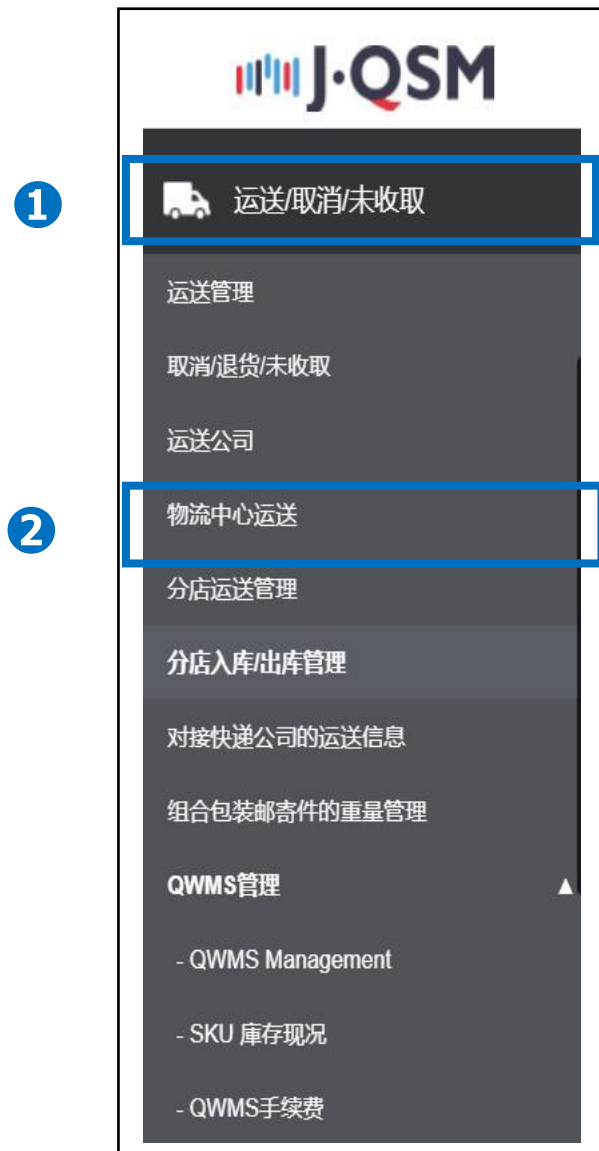 J·QSM
❶
运送/取消/未收取
运送管理
取消/退货/未收取
运送公司
❷
物流中心运送
分店运送管理
分店入库/出库管理
对接快递公司的运送信息
组合包装邮寄件的重量管理
QWMS管理 ▲
- QWMS Management
- SKU 庫存现况
- QWMS手续费